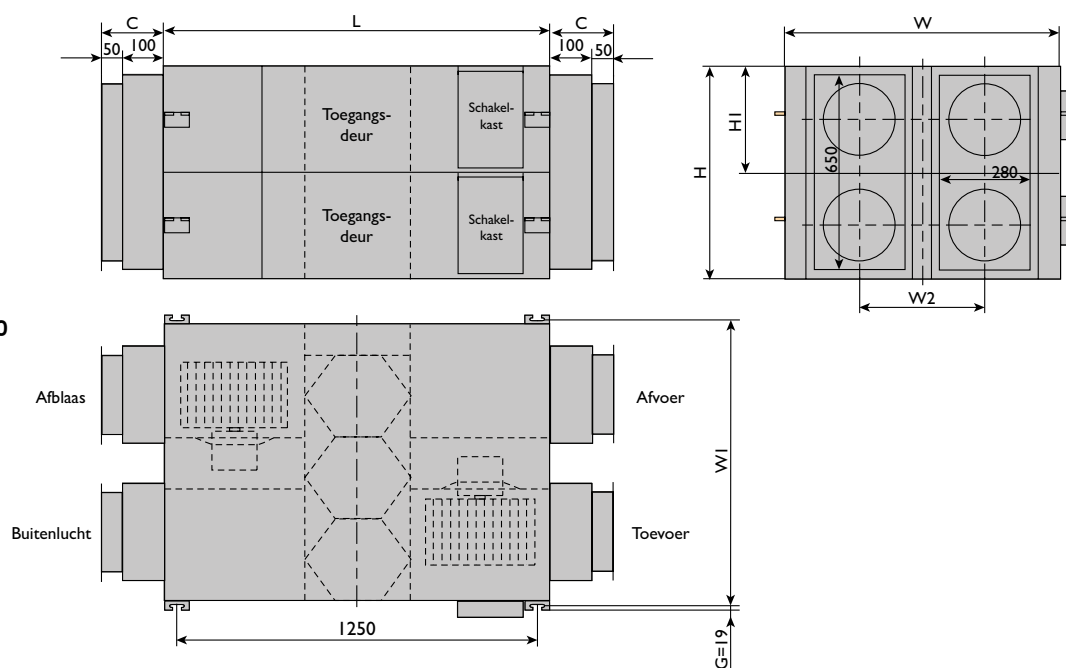 C
L
C
50
100
100
50
Toegangs-
deur
Schakel-
kast
Toegangs-
deur
Schakel-
kast
W
H
H1
650
280
W2
Afblaas
Afvoer
Buitenlucht
Toevoer
W1
1250
G=19